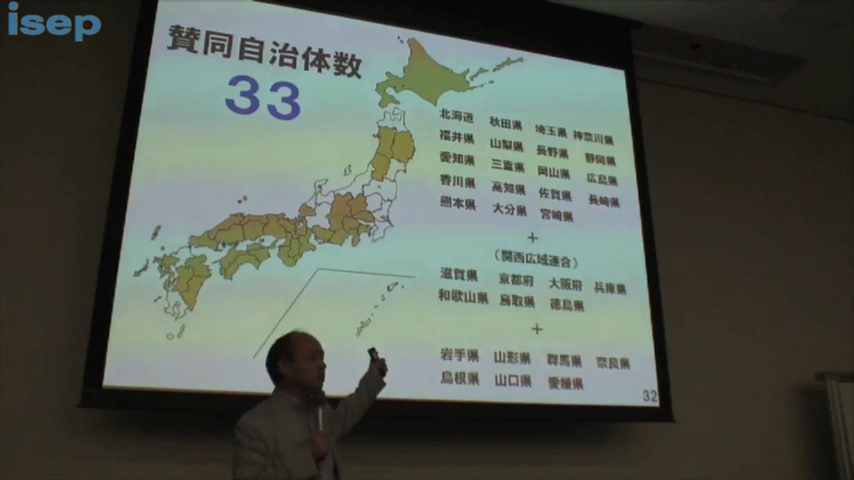 isep
賛同自治体数
33
北海道 秋田県 埼玉県 神奈川県
福井県 山梨県 長野県 静岡県
愛知県 三重県 岡山県 広島県
香川県 高知県 佐賀県 長崎県
熊本県 大分県 宮崎県
+
（関西広域連合）
滋賀県 京都府 大阪府 兵庫県
和歌山県 鳥取県 徳島県
+
岩手県 山形県 群馬県 奈良県
島根県 山口県 愛媛県
32